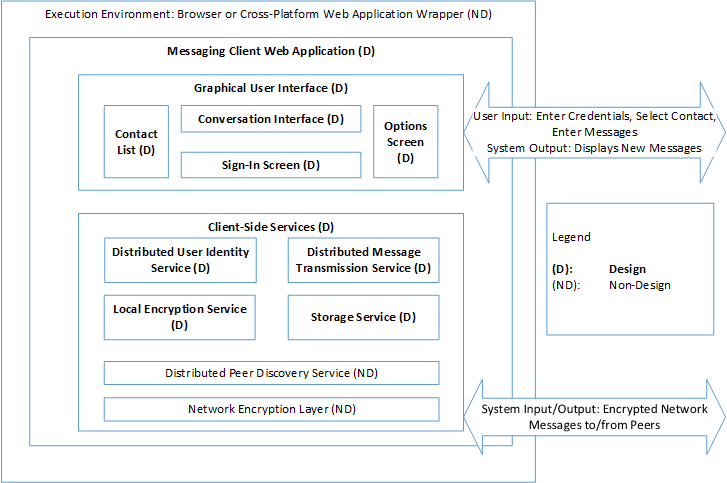 Execution Environment: Browser or Cross-Platform Web Application Wrapper (ND)
Messaging Client Web Application (D)
Graphical User Interface (D)
Contact
List (D)
Conversation Interface (D)
Sign-In Screen (D)
Options
Screen
(D)
User Input: Enter Credentials, Select Contact,
Enter Messages
System Output: Displays New Messages
Client-Side Services (D)
Distributed User Identity
Service (D)
Distributed Message
Transmission Service (D)
Local Encryption Service
(D)
Storage Service (D)
Distributed Peer Discovery Service (ND)
Network Encryption Layer (ND)
Legend
(D): Design
(ND): Non-Design
System Input/Output: Encrypted Network
Messages to/from Peers